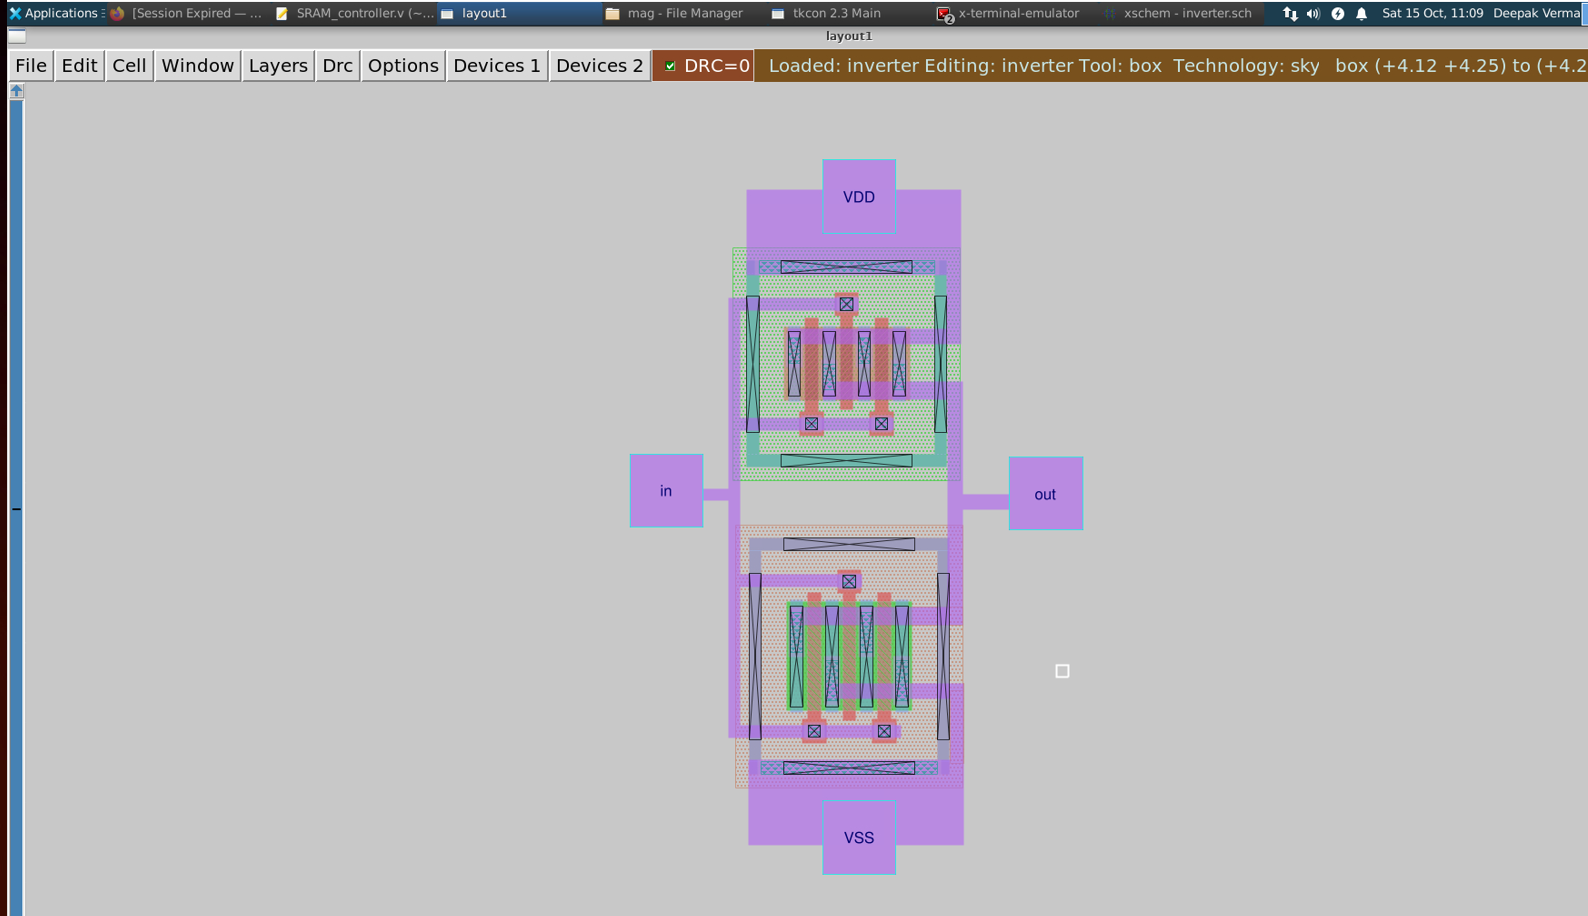 Applications
[Session Expired — ...
SRAM_controller.v (~...
layout1
mag - File Manager
tkcon 2.3 Main
2
x-terminal-emulator
xschem - inverter.sch
Sat 15 Oct, 11:09
Deepak Verma
layout1
File Edit Cell Window Layers Drc Options Devices 1 Devices 2 DRC=0 Loaded: inverter Editing: inverter Tool: box Technology: sky box (+4.12 +4.25) to (+4.2
VDD
in
out
VSS